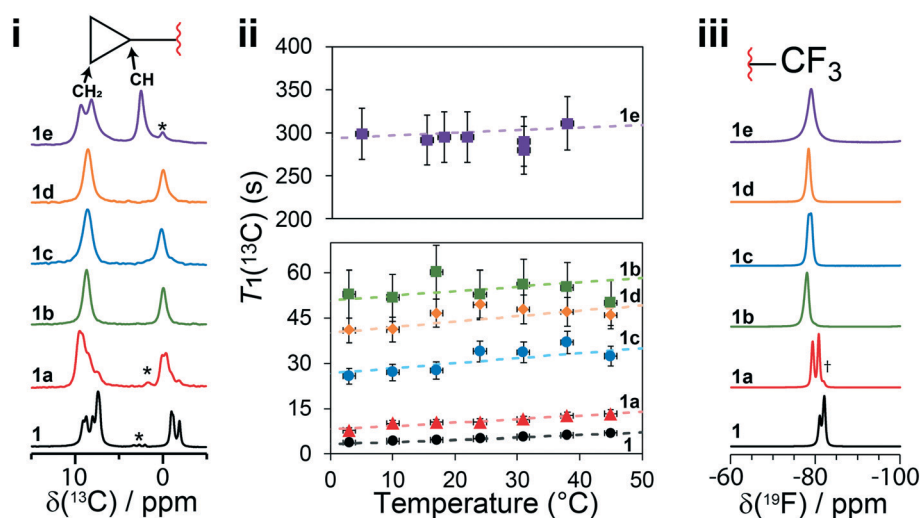 i
CH₂
CH
1e
*
1d
1c
1b
1a
*
1
*
10
0
δ(¹³C) / ppm
ii
400
350
300
250
200
1e
60
45
30
15
0
1b
1d
1c
1a
1
0 10 20 30 40 50
T1(¹³C) (s)
Temperature (°C)
iii
CF₃
1e
1d
1c
1b
1a
†
1
-60 -80 -100
δ(¹⁹F) / ppm